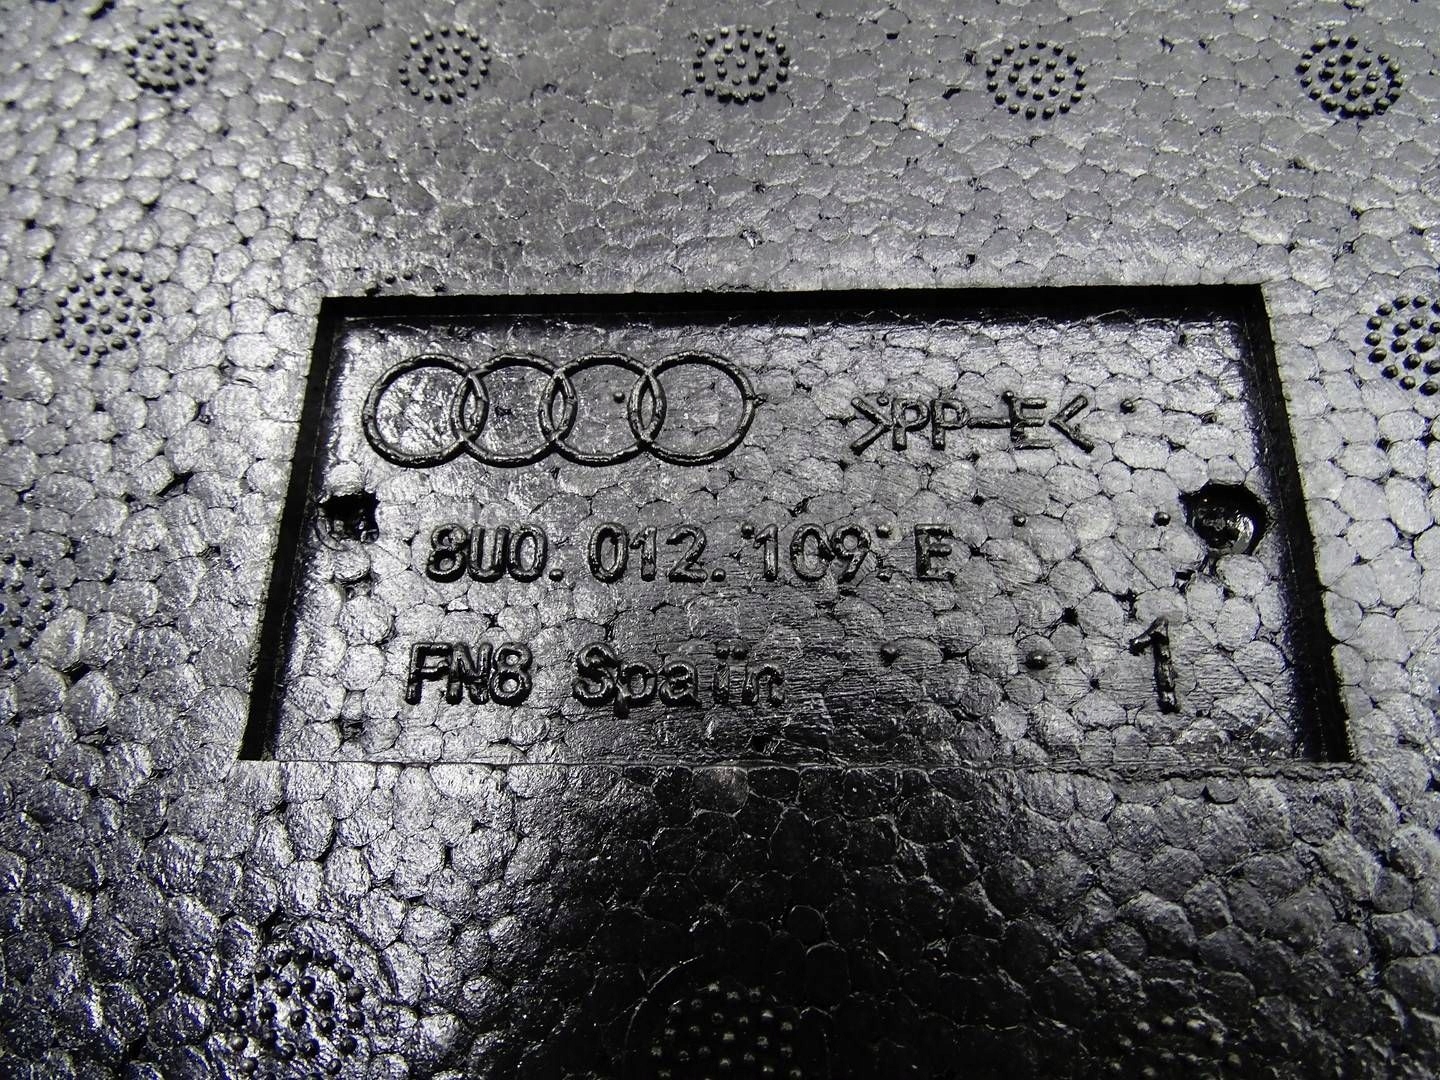 >PP-E<
8U0. 012. 109. E
FN8 Spain 1